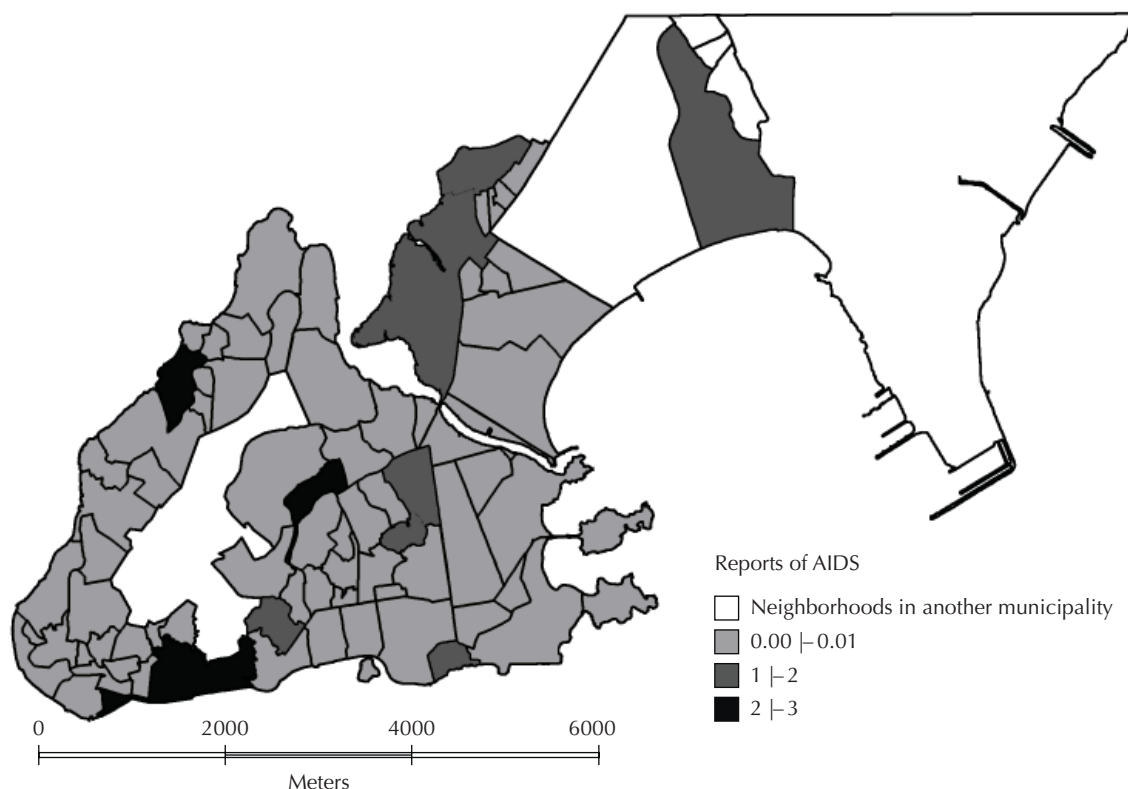 Reports of AIDS
Neighborhoods in another municipality
0.00 |–0.01
1 |–2
2 |–3
0 2000 4000 6000
Meters